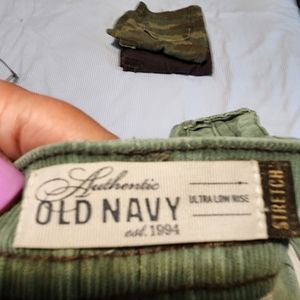 Authentic
OLD NAVY
est. 1994
ULTRA LOW RISE
STRETCH